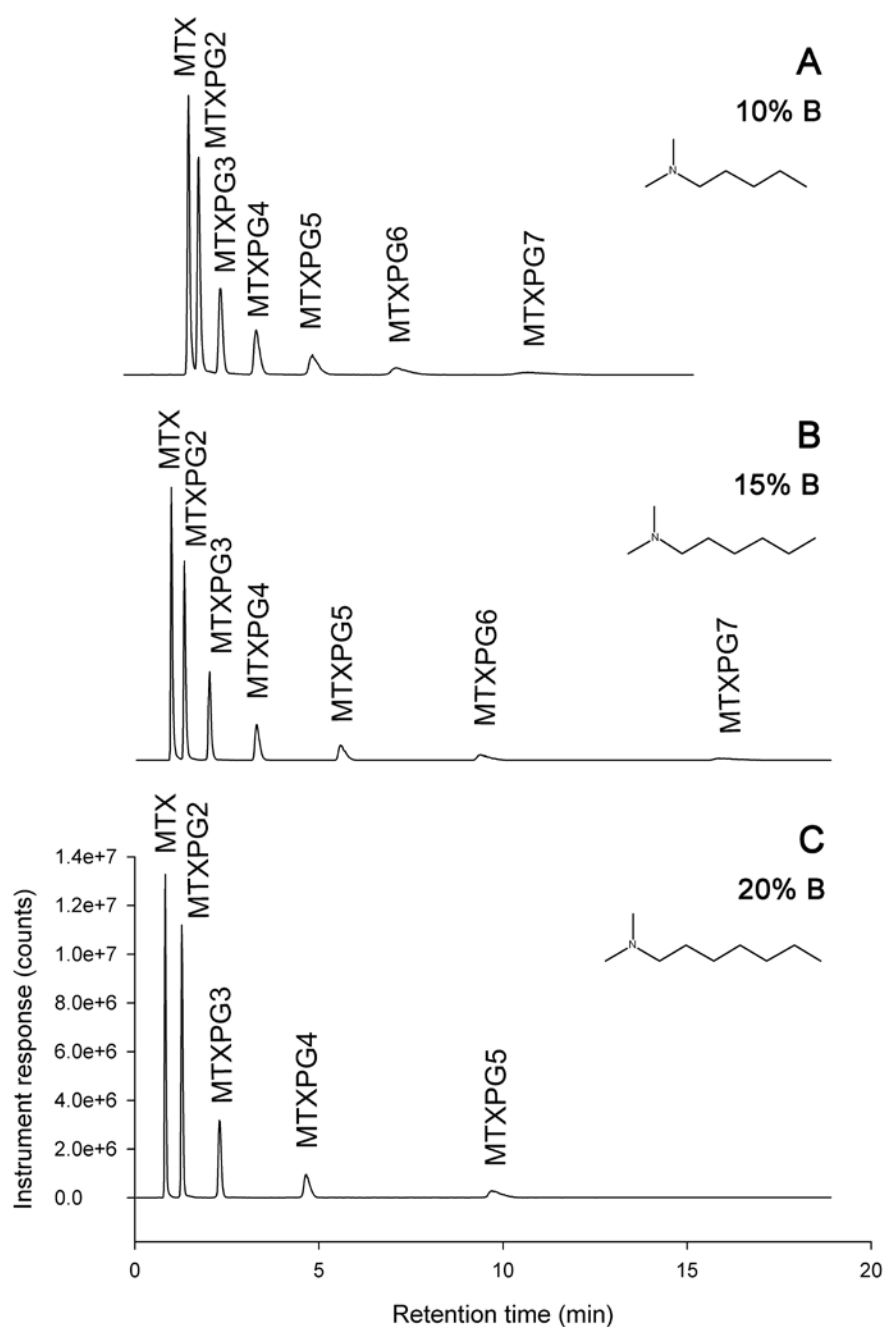 MTX
MTXPG2
MTXPG3
MTXPG4
MTXPG5
MTXPG6
MTXPG7
A
10% B
N
MTX
MTXPG2
MTXPG3
MTXPG4
MTXPG5
MTXPG6
MTXPG7
B
15% B
N
MTX
MTXPG2
MTXPG3
MTXPG4
MTXPG5
C
20% B
N
Instrument response (counts)
1.4e+7
1.2e+7
1.0e+7
8.0e+6
6.0e+6
4.0e+6
2.0e+6
0.0
0 5 10 15 20
Retention time (min)